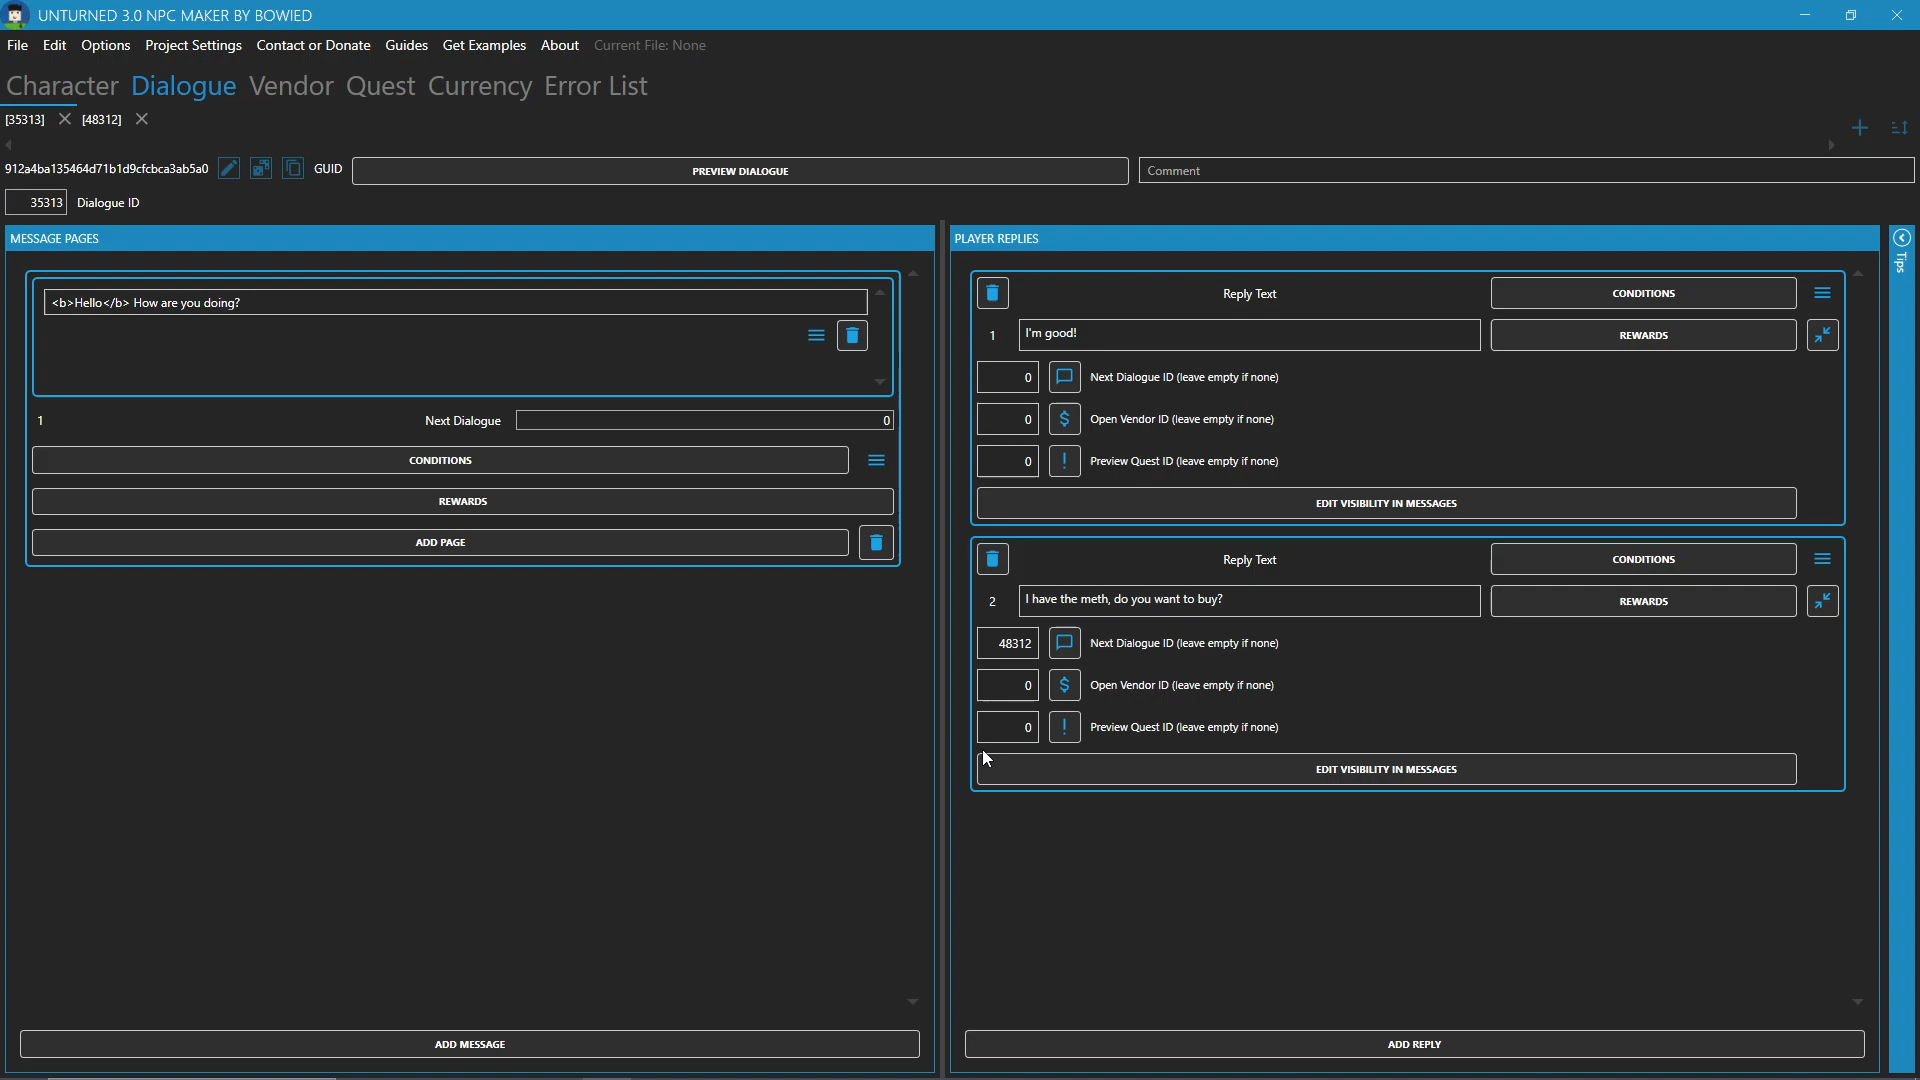 UNTURNED 3.0 NPC MAKER BY BOWIED
File Edit Options Project Settings Contact or Donate Guides Get Examples About Current File: None
Character Dialogue Vendor Quest Currency Error List
[35313] [48312]
912a4ba135464d71b1d9cfcbca3ab5a0 GUID PREVIEW DIALOGUE Comment
35313 Dialogue ID
MESSAGE PAGES
<b>Hello</b> How are you doing?
1 Next Dialogue 0
CONDITIONS
REWARDS
ADD PAGE
ADD MESSAGE
PLAYER REPLIES
Reply Text CONDITIONS
1 I'm good! REWARDS
0 Next Dialogue ID (leave empty if none)
0 $ Open Vendor ID (leave empty if none)
0 ! Preview Quest ID (leave empty if none)
EDIT VISIBILITY IN MESSAGES
Reply Text CONDITIONS
2 I have the meth, do you want to buy? REWARDS
48312 Next Dialogue ID (leave empty if none)
0 $ Open Vendor ID (leave empty if none)
0 ! Preview Quest ID (leave empty if none)
EDIT VISIBILITY IN MESSAGES
ADD REPLY
Tips